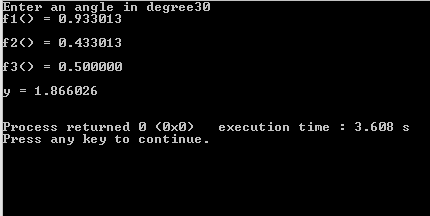 Enter an angle in degree30
f1() = 0.933013
f2() = 0.433013
f3() = 0.500000
y = 1.866026
Process returned 0 (0x0)   execution time : 3.608 s
Press any key to continue.